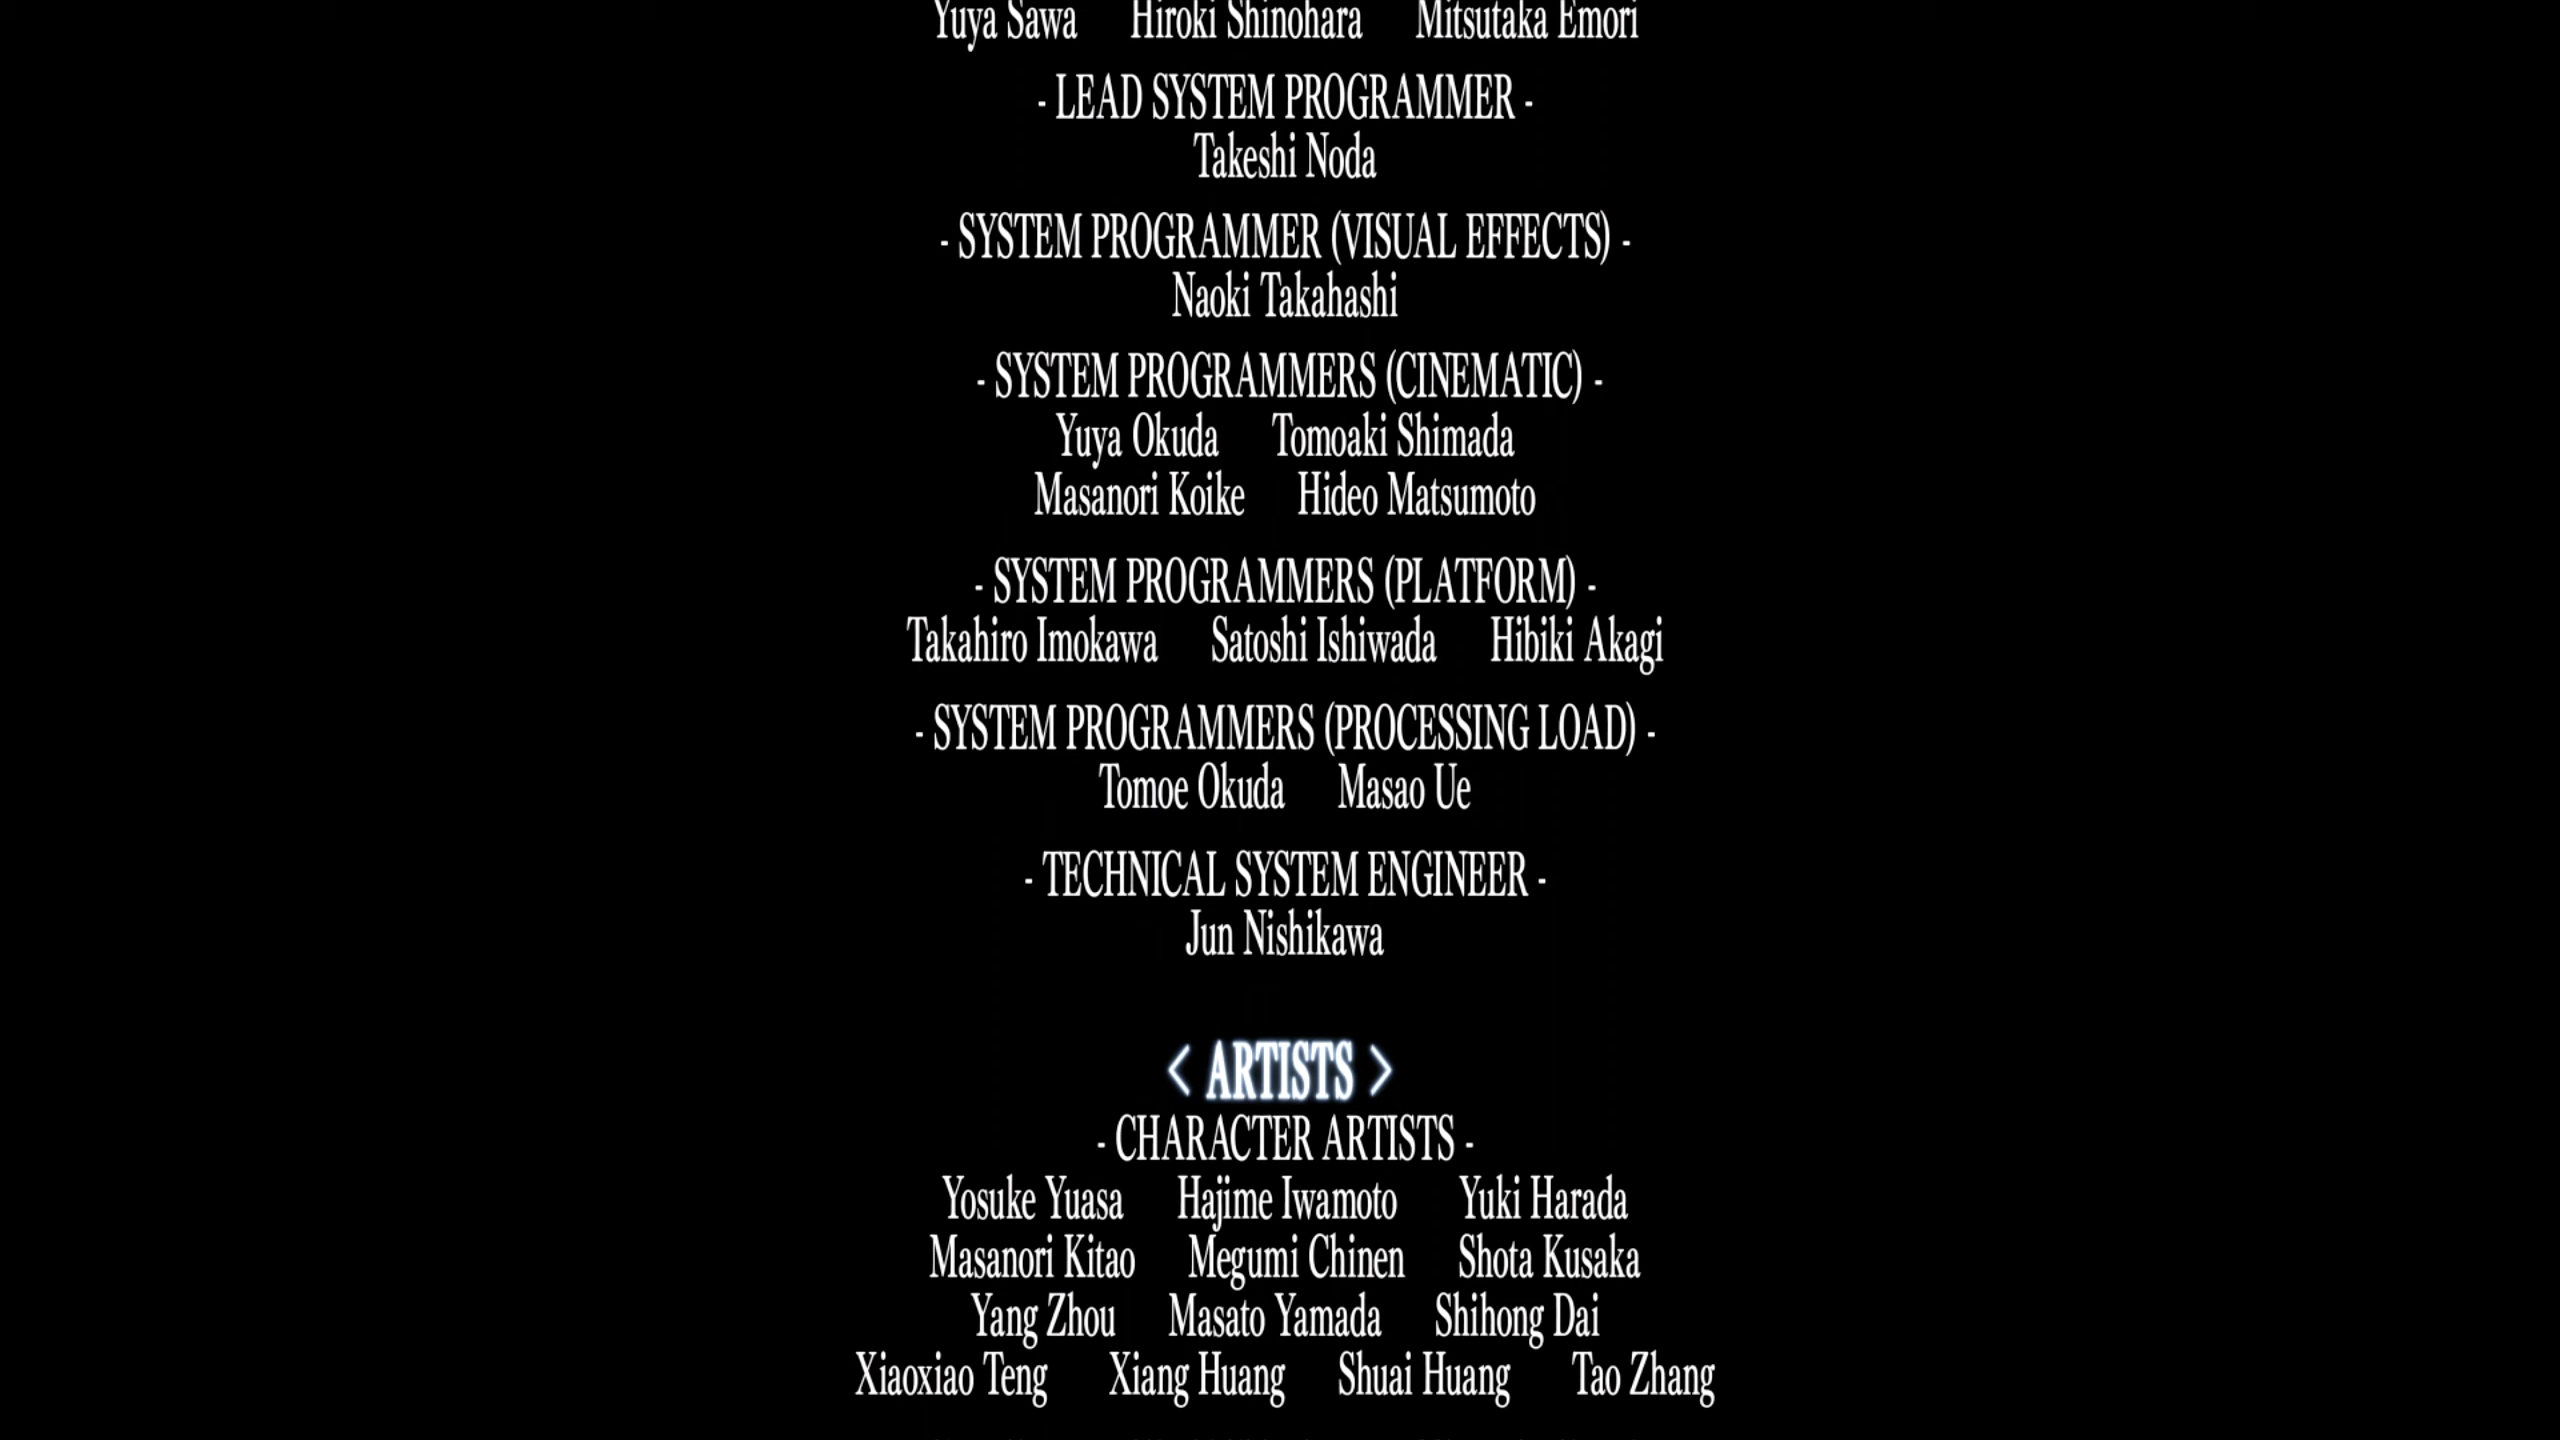 Yuya Sawa Hiroki Shinohara Mitsutaka Emori
- LEAD SYSTEM PROGRAMMER -
Takeshi Noda
- SYSTEM PROGRAMMER (VISUAL EFFECTS) -
Naoki Takahashi
- SYSTEM PROGRAMMERS (CINEMATIC) -
Yuya Okuda Tomoaki Shimada
Masanori Koike Hideo Matsumoto
- SYSTEM PROGRAMMERS (PLATFORM) -
Takahiro Imokawa Satoshi Ishiwada Hibiki Akagi
- SYSTEM PROGRAMMERS (PROCESSING LOAD) -
Tomoe Okuda Masao Ue
- TECHNICAL SYSTEM ENGINEER -
Jun Nishikawa
< ARTISTS >
- CHARACTER ARTISTS -
Yosuke Yuasa Hajime Iwamoto Yuki Harada
Masanori Kitao Megumi Chinen Shota Kusaka
Yang Zhou Masato Yamada Shihong Dai
Xiaoxiao Teng Xiang Huang Shuai Huang Tao Zhang